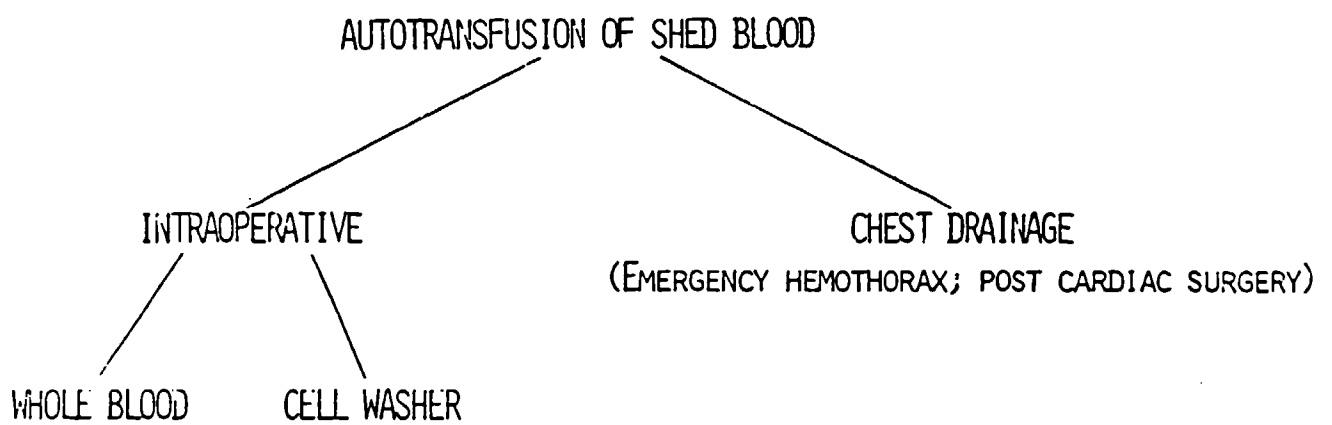 AUTOTRANSFUSION OF SHED BLOOD
INTRAOPERATIVE
CHEST DRAINAGE
(EMERGENCY HEMOTHORAX; POST CARDIAC SURGERY)
WHOLE BLOOD
CELL WASHER